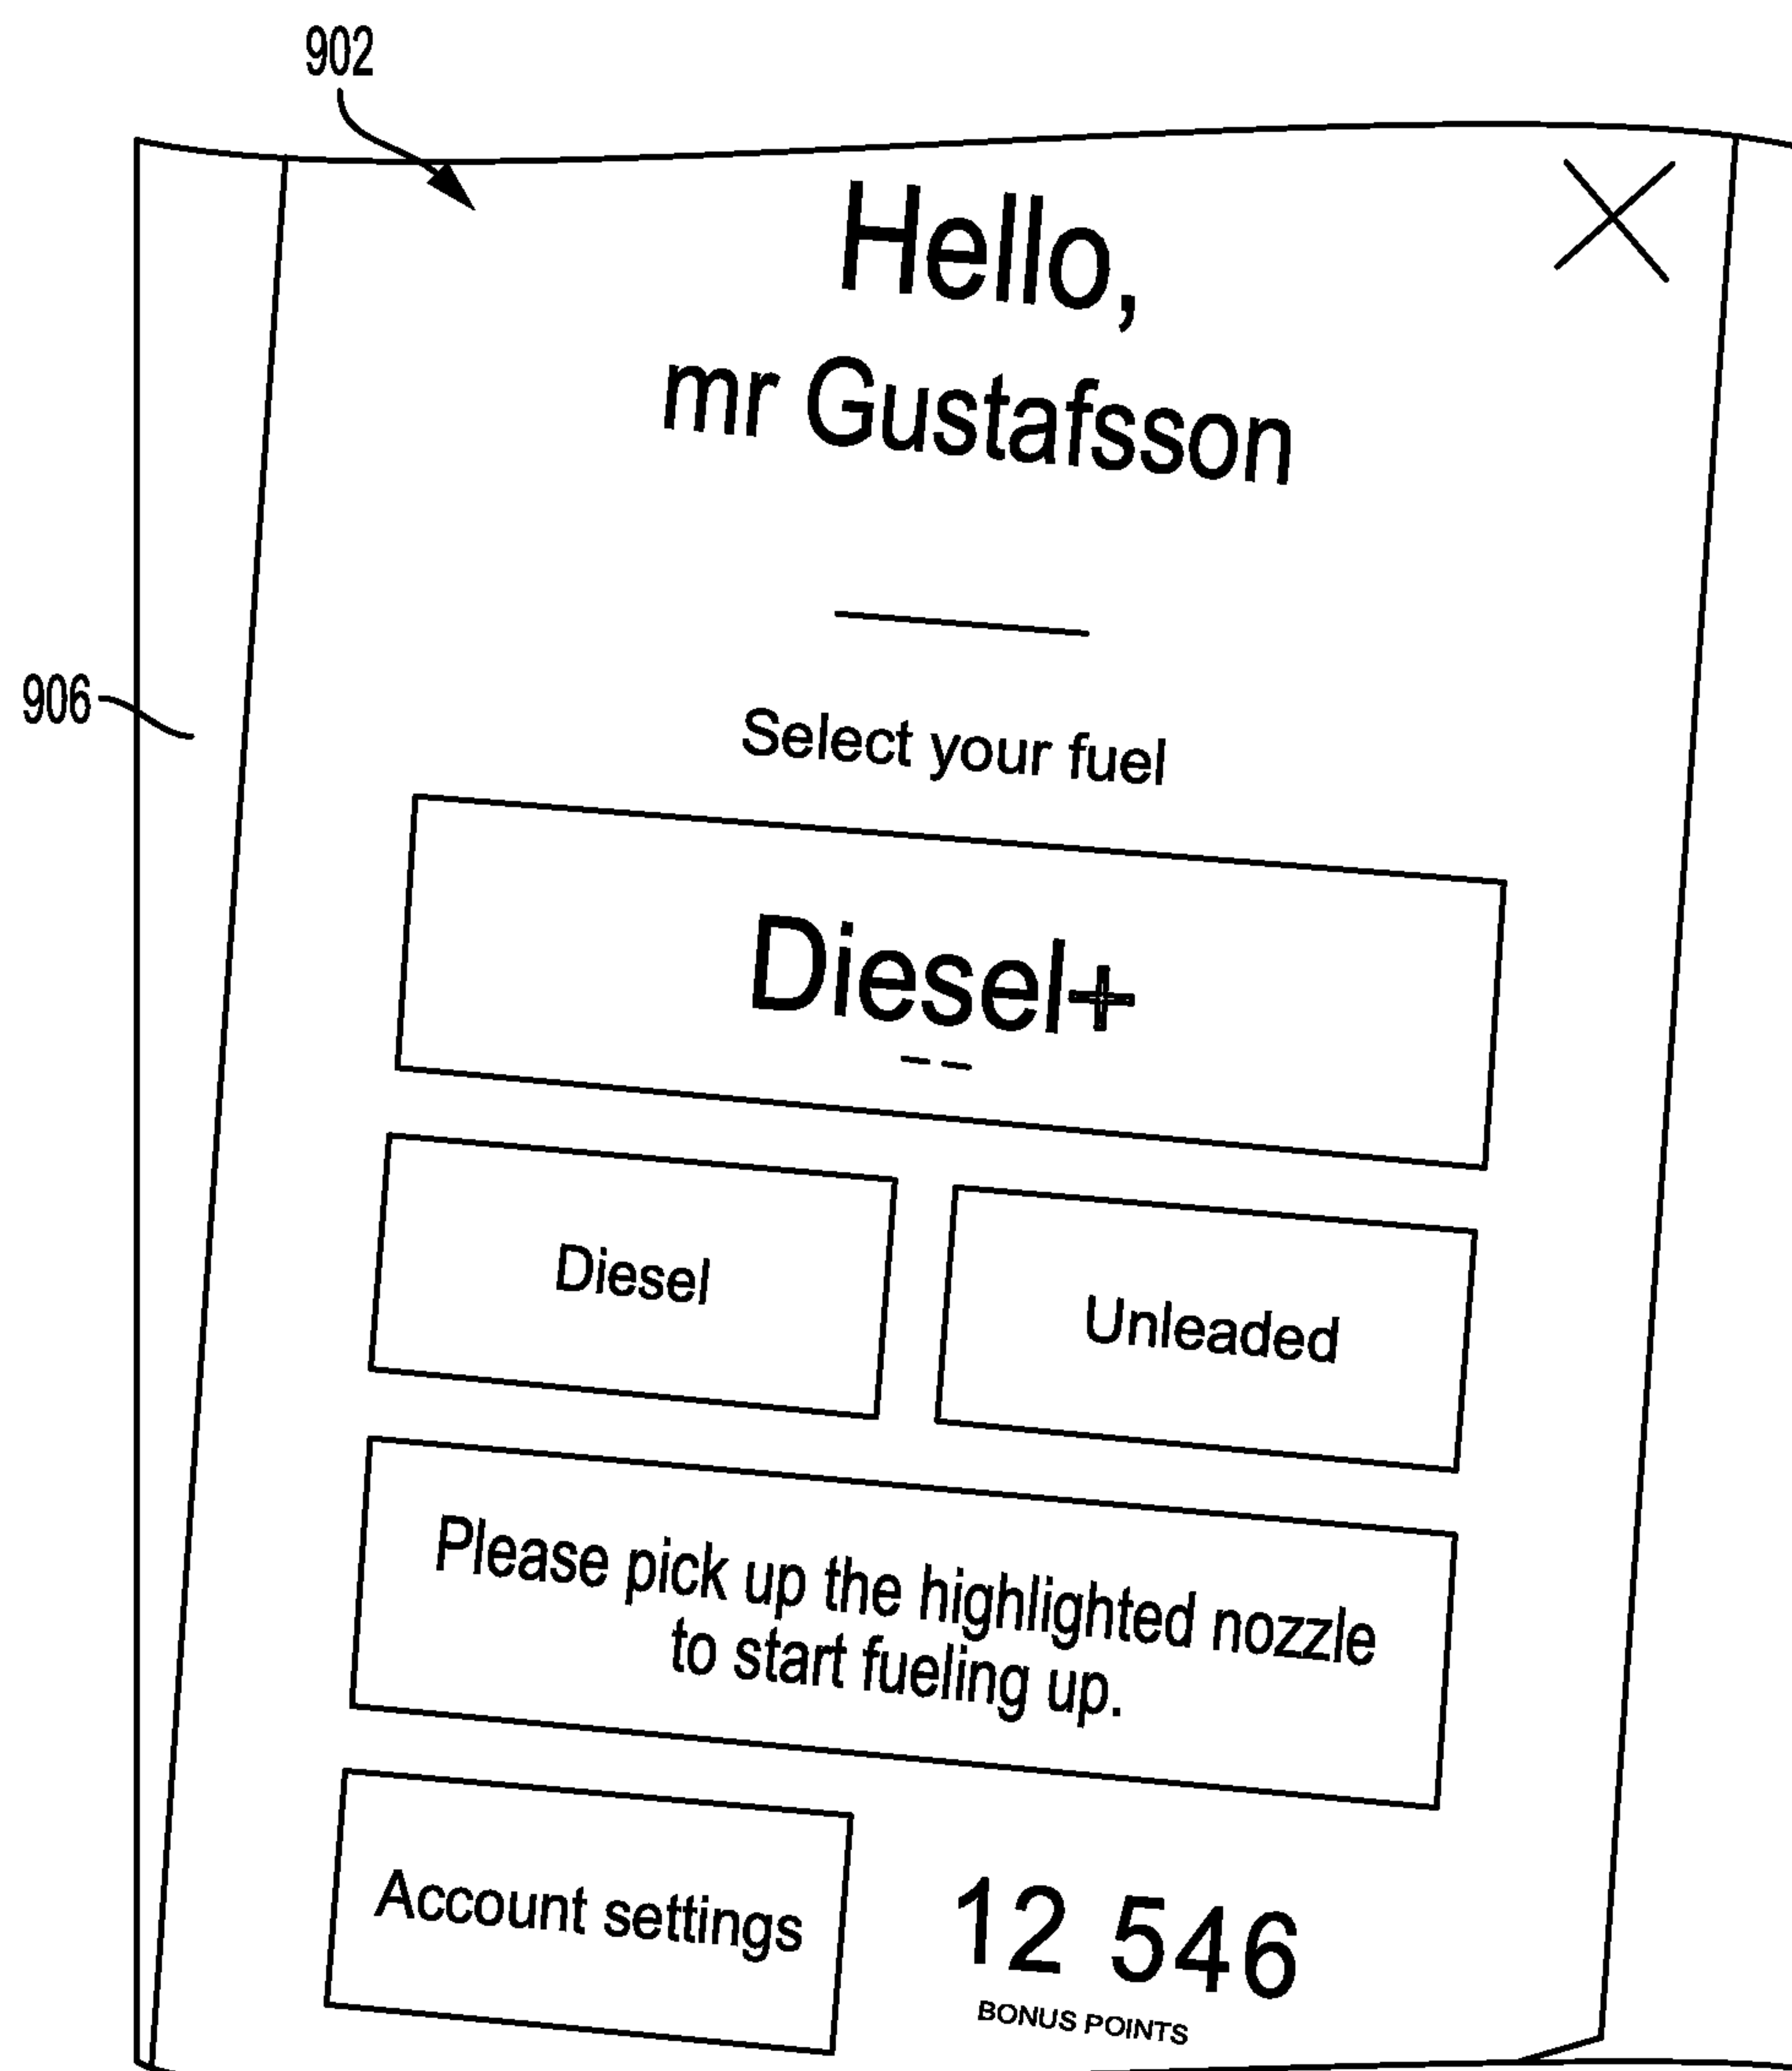 902
Hello,
mr Gustafsson
906
Select your fuel
Diesel+
Diesel
Unleaded
Please pick up the highlighted nozzle
to start fueling up.
Account settings
12 546
BONUS POINTS